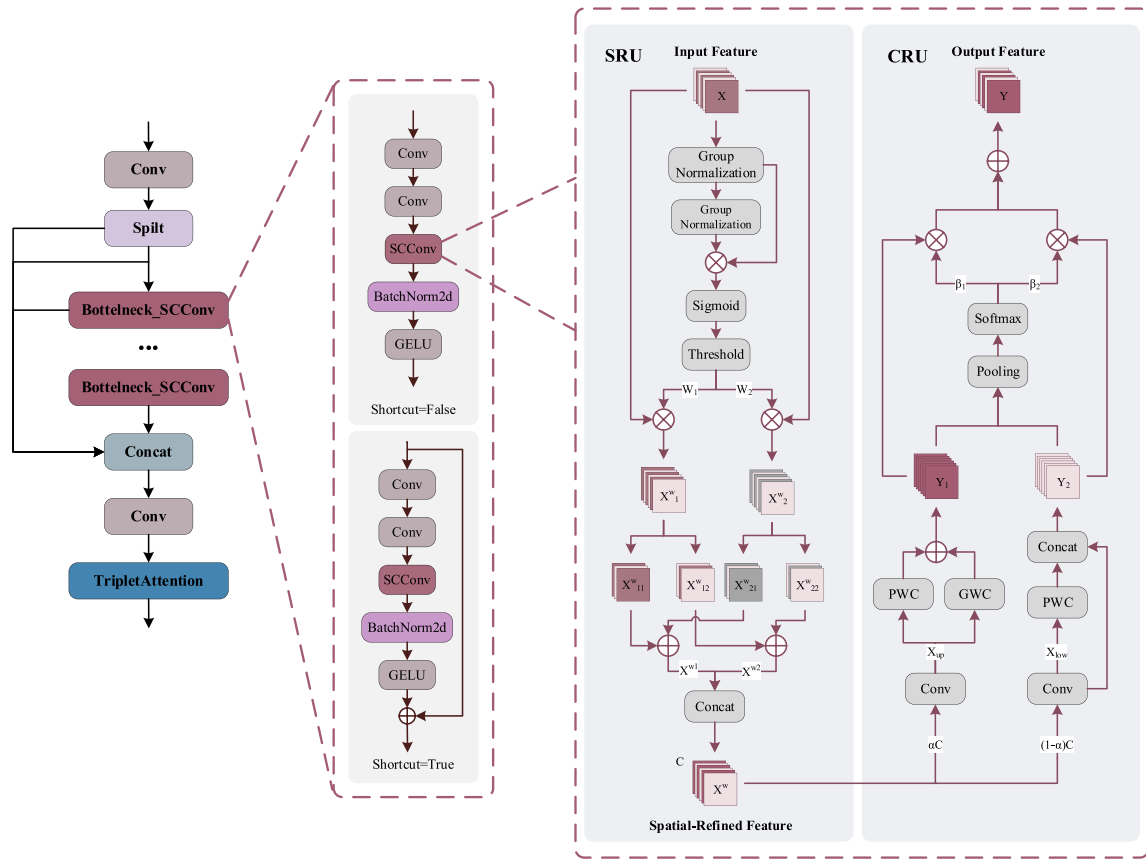 Conv
Spilt
Bottelneck_SCConv
...
Bottelneck_SCConv
Concat
Conv
TripletAttention
Conv
Conv
SCConv
BatchNorm2d
GELU
Shortcut=False
Conv
Conv
SCConv
BatchNorm2d
GELU
Shortcut=True
SRU
Input Feature
X
Group
Normalization
Group
Normalization
Sigmoid
Threshold
W₁ W₂
Xʷ₁ Xʷ₂
Xʷ₁₁ Xʷ₁₂ Xʷ₂₁ Xʷ₂₂
Xʷ¹ Xʷ²
Concat
C
Xʷ
Spatial-Refined Feature
CRU
Output Feature
Y
β₁ β₂
Softmax
Pooling
Y₁ Y₂
Concat
PWC GWC PWC
Xup Xlow
Conv Conv
αC (1-α)C